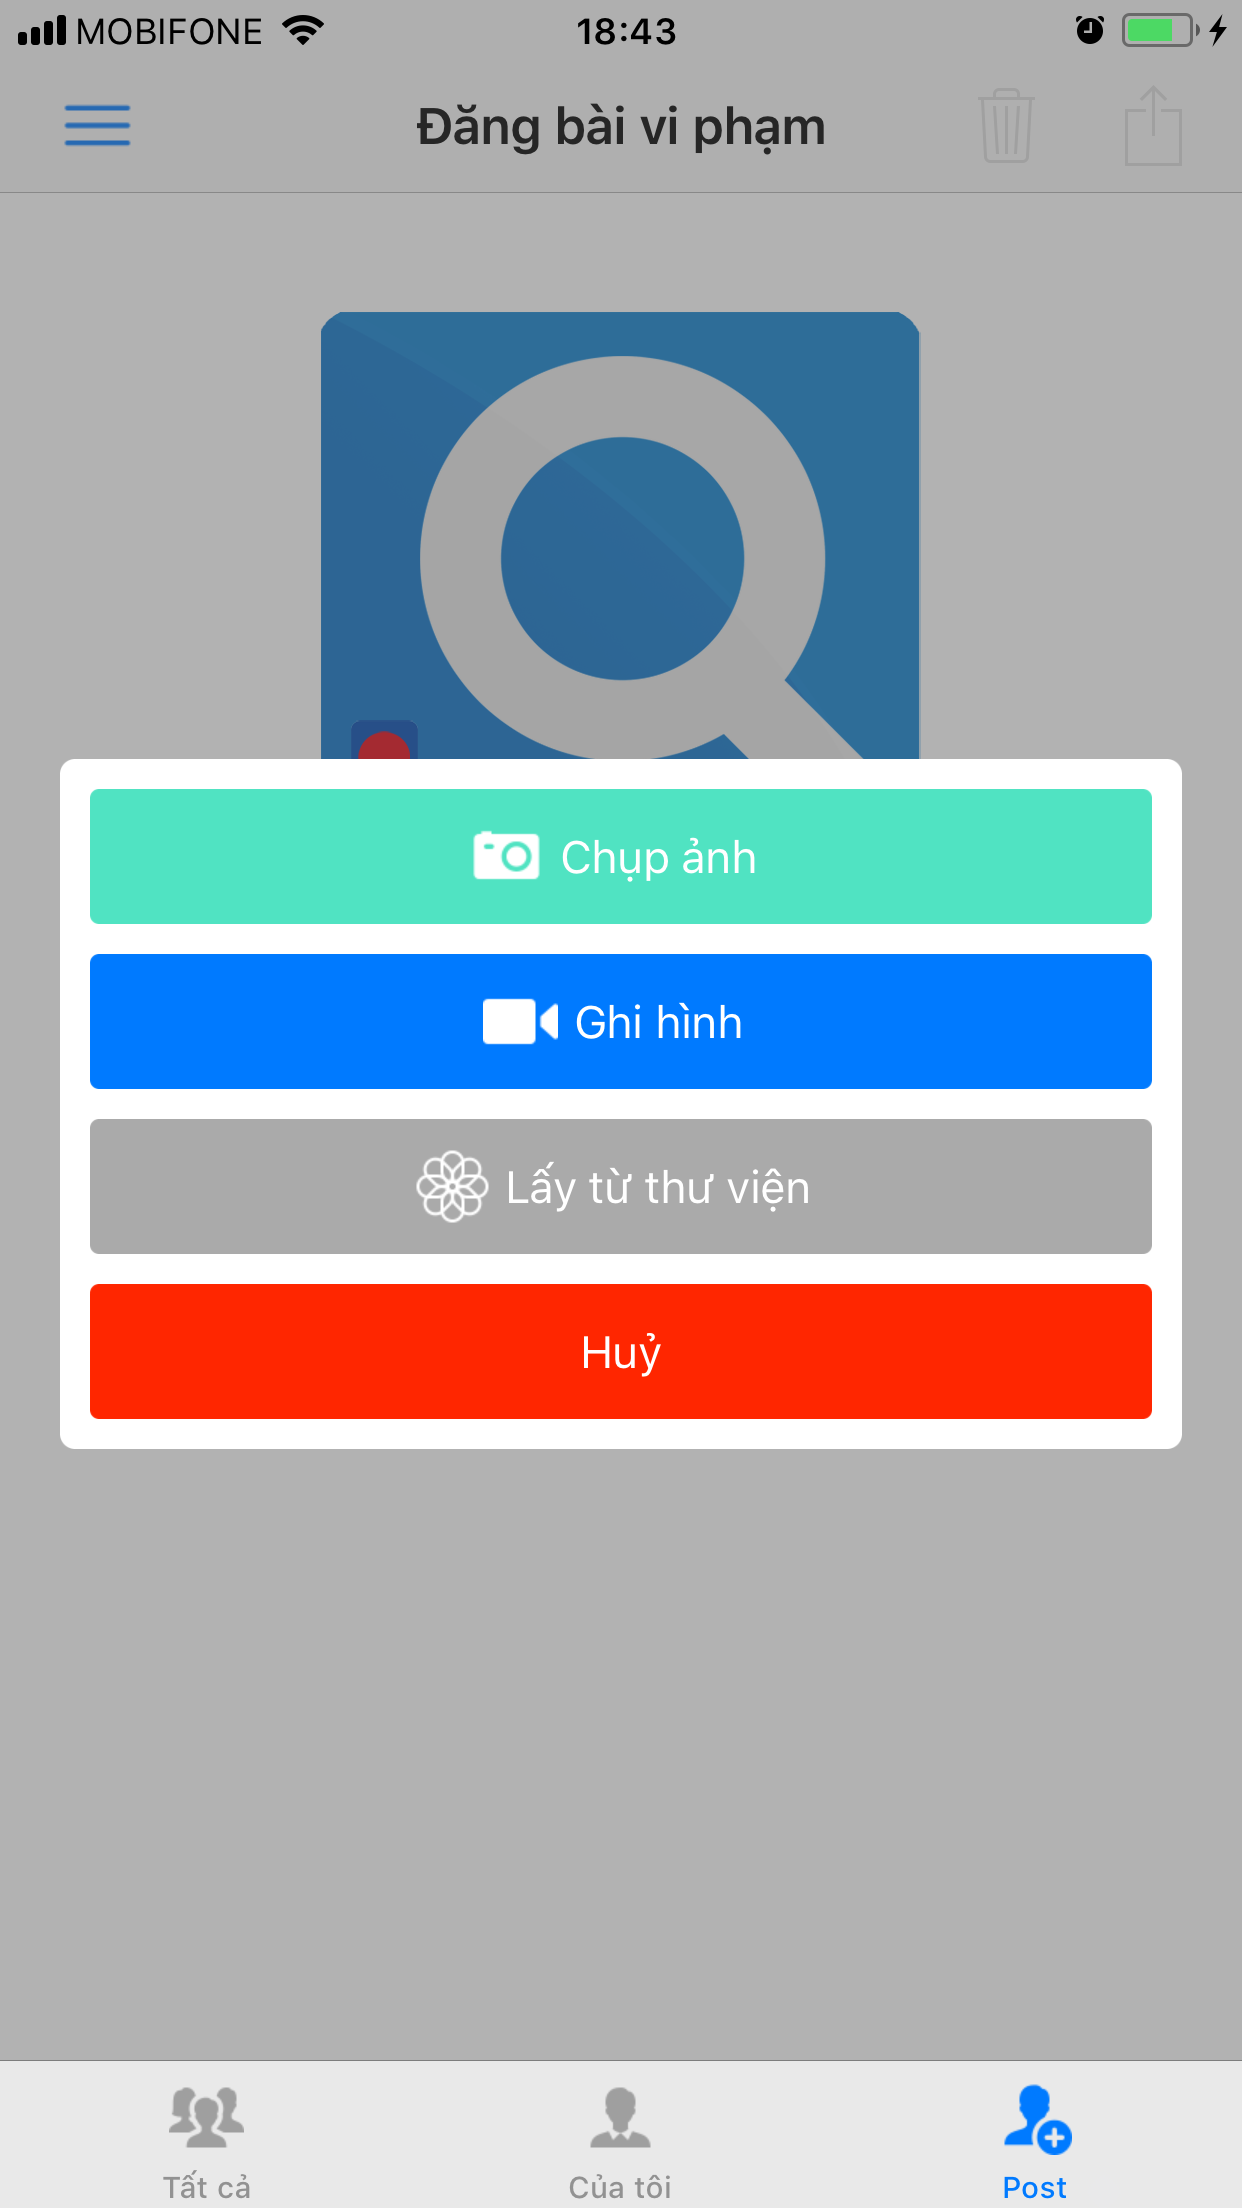 MOBIFONE 18:43
Đăng bài vi phạm
Chụp ảnh
Ghi hình
Lấy từ thư viện
Huỷ
Tất cả Của tôi Post